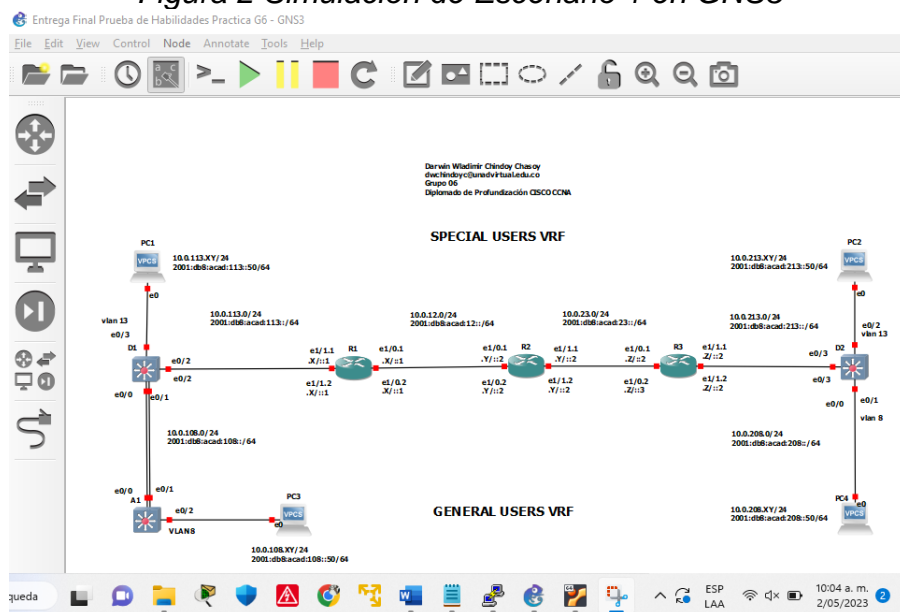 Figura 2 Simulación de Escenario 1 en GNS3
Entrega Final Prueba de Habilidades Practica G6 - GNS3
File Edit View Control Node Annotate Tools Help
Darwin Wladimir Chindoy Chasoy
dwchindoyc@unadvirtual.edu.co
Grupo 06
Diplomado de Profundización CISCO CCNA
SPECIAL USERS VRF
PC1
VPCS
10.0.113.XY/24
2001:db8:acad:113::50/64
e0
PC2
VPCS
10.0.213.XY/24
2001:db8:acad:213::50/64
e0
vlan 13
e0/3
D1
10.0.113.0/24
2001:db8:acad:113::/64
10.0.12.0/24
2001:db8:acad:12::/64
10.0.23.0/24
2001:db8:acad:23::/64
10.0.213.0/24
2001:db8:acad:213::/64
e0/2
vlan 13
e0/2
e0/2
e1/1.1
.X/::1
R1
e1/0.1
.X/::1
e1/0.1
.Y/::2
R2
e1/1.1
.Y/::2
e1/0.1
.Z/::2
R3
e1/1.1
.Z/::2
e0/3
D2
e0/3
e1/1.2
.X/::1
e1/0.2
.X/::1
e1/0.2
.Y/::2
e1/1.2
.Y/::2
e1/0.2
.Z/::3
e1/1.2
.Z/::2
e0/0
e0/1
e0/0
e0/1
vlan 8
10.0.108.0/24
2001:db8:acad:108::/64
10.0.208.0/24
2001:db8:acad:208::/64
e0/0
e0/1
A1
e0/2
VLAN8
PC3
VPCS
e0
10.0.108.XY/24
2001:db8:acad:108::50/64
GENERAL USERS VRF
PC4
VPCS
e0
10.0.208.XY/24
2001:db8:acad:208::50/64
queda
ESP
LAA
10:04 a. m.
2/05/2023
2